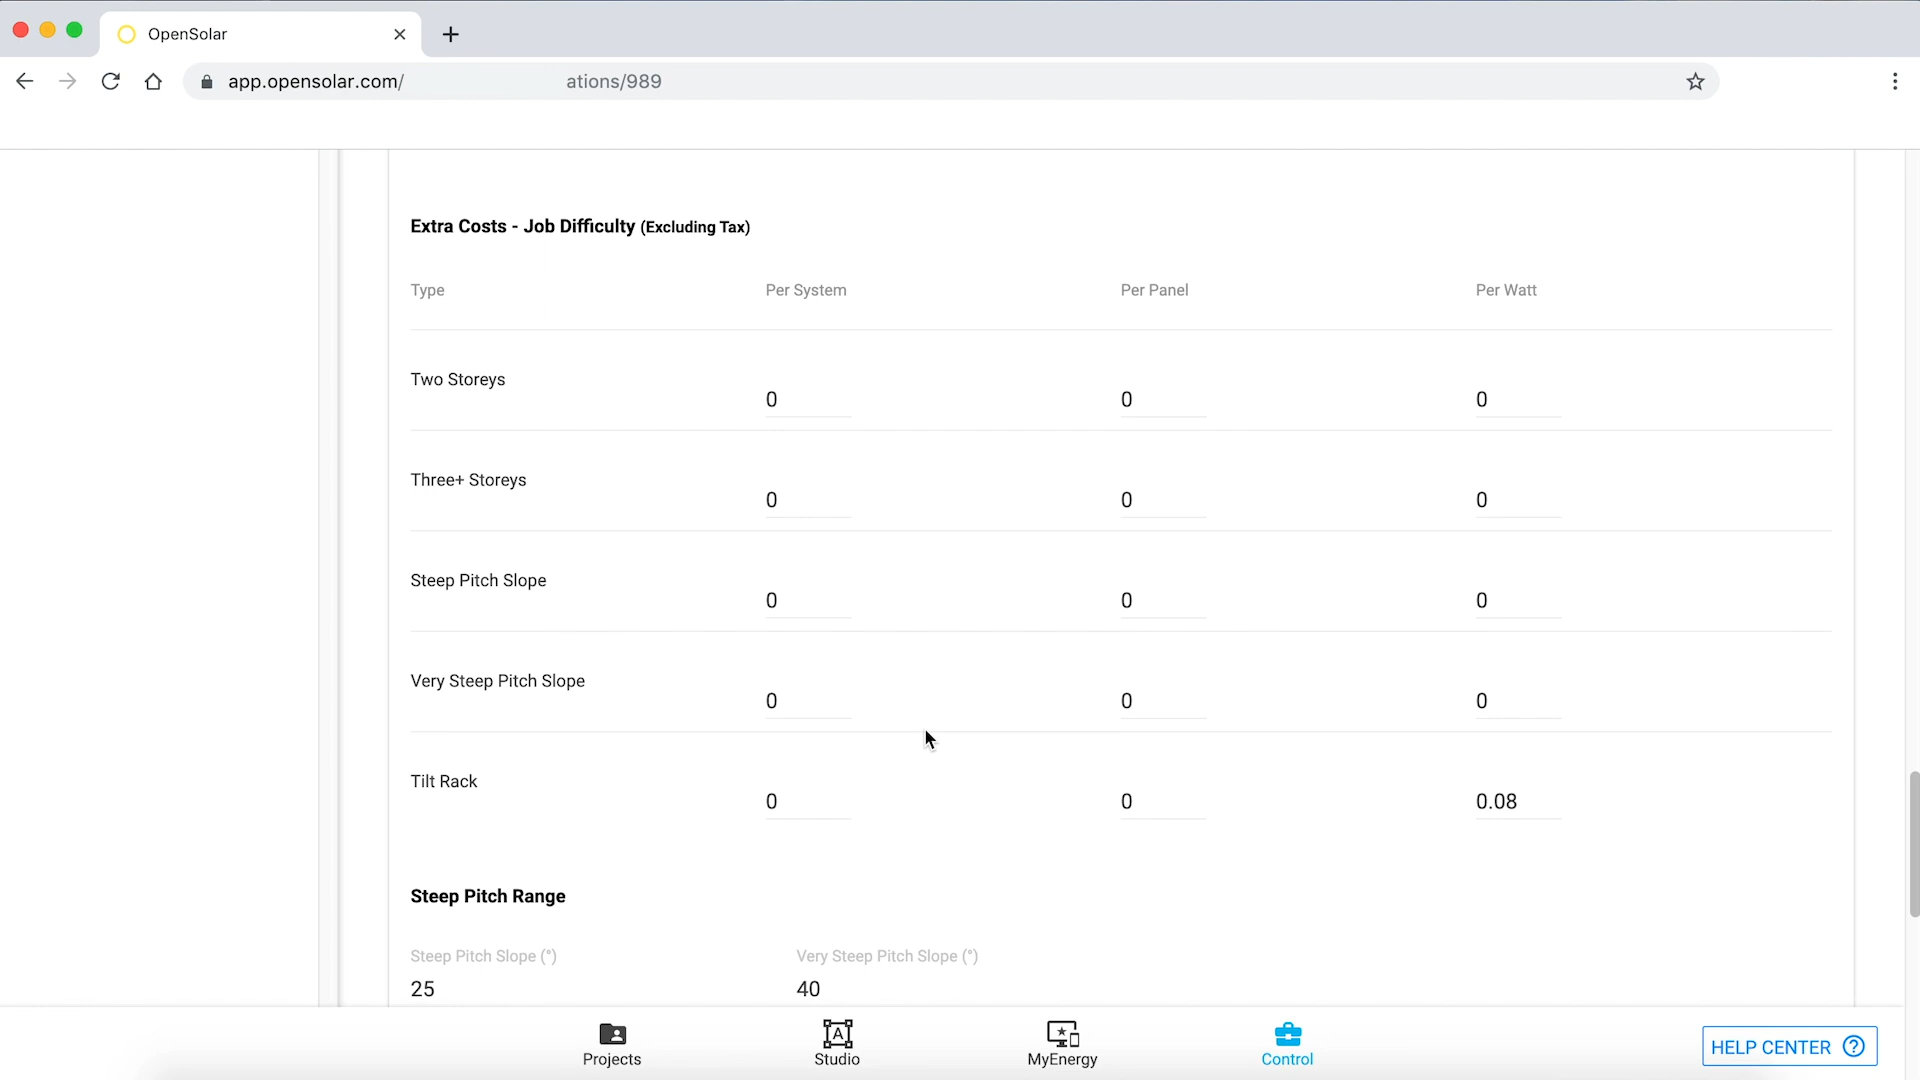 OpenSolar
app.opensolar.com/ ations/989
Extra Costs - Job Difficulty (Excluding Tax)
Type Per System Per Panel Per Watt
Two Storeys 0 0 0
Three+ Storeys 0 0 0
Steep Pitch Slope 0 0 0
Very Steep Pitch Slope 0 0 0
Tilt Rack 0 0 0.08
Steep Pitch Range
Steep Pitch Slope (°) Very Steep Pitch Slope (°)
25 40
Projects Studio MyEnergy Control HELP CENTER ?